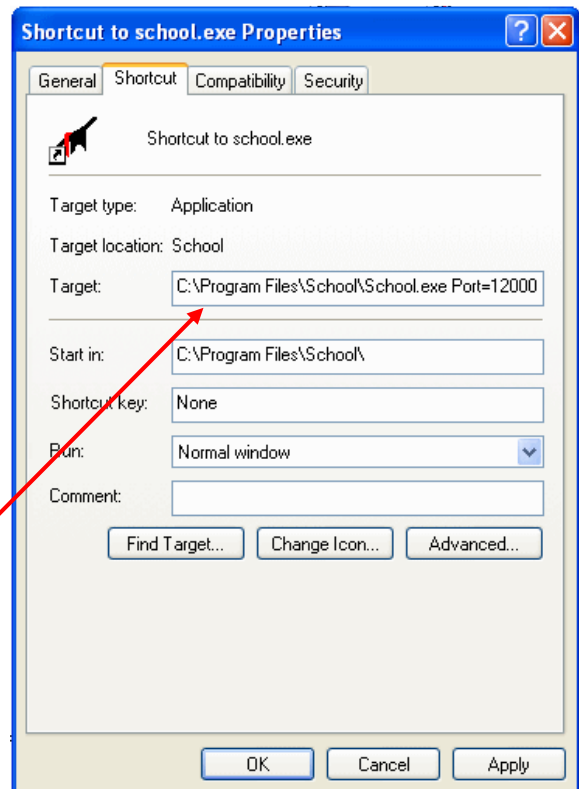 Shortcut to school.exe Properties
General Shortcut Compatibility Security
Shortcut to school.exe
Target type: Application
Target location: School
Target: C:\Program Files\School\School.exe Port=12000
Start in: C:\Program Files\School\
Shortcut key: None
Run: Normal window
Comment:
Find Target... Change Icon... Advanced...
OK Cancel Apply